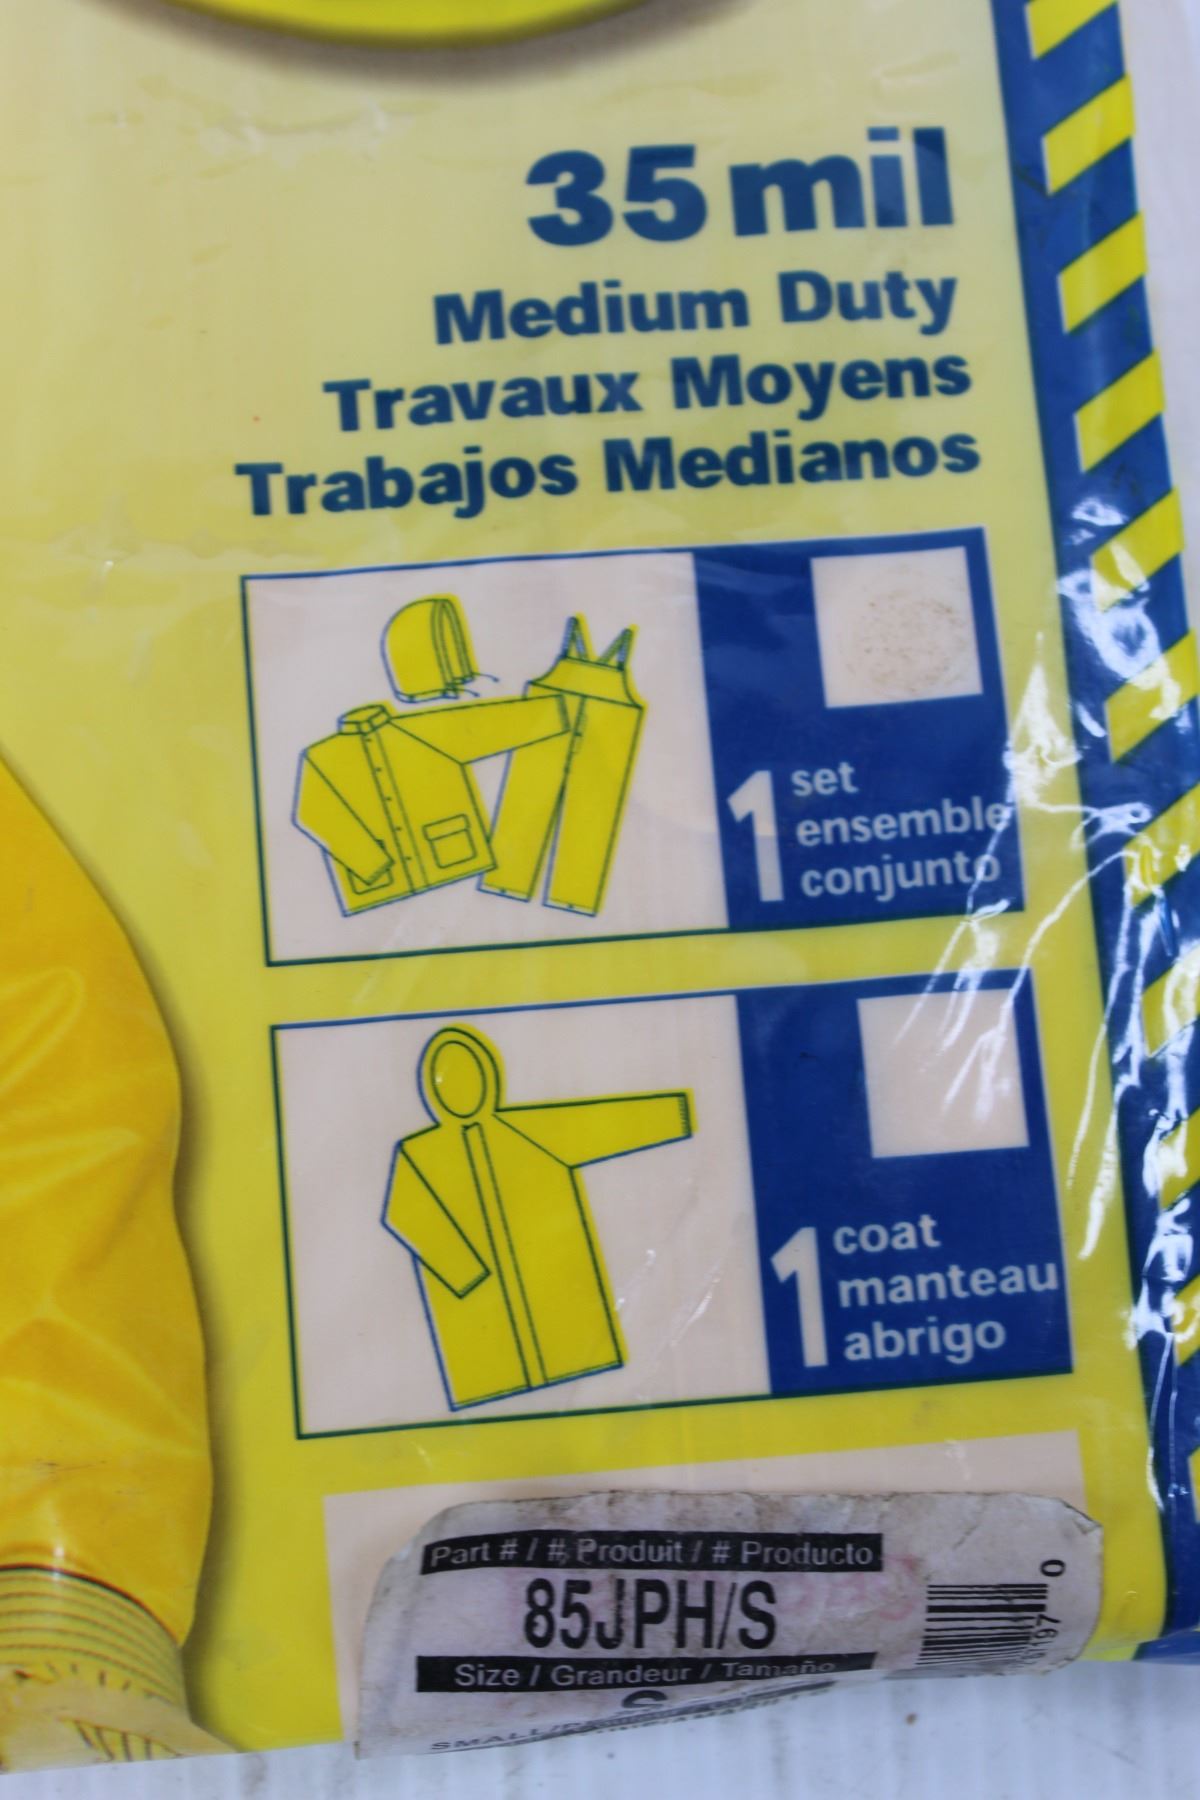 35 mil
Medium Duty
Travaux Moyens
Trabajos Medianos
1 set
ensemble
conjunto
1 coat
manteau
abrigo
Part # / # Produit / # Producto
85JPH/S
Size / Grandeur / Tamaño
S
0